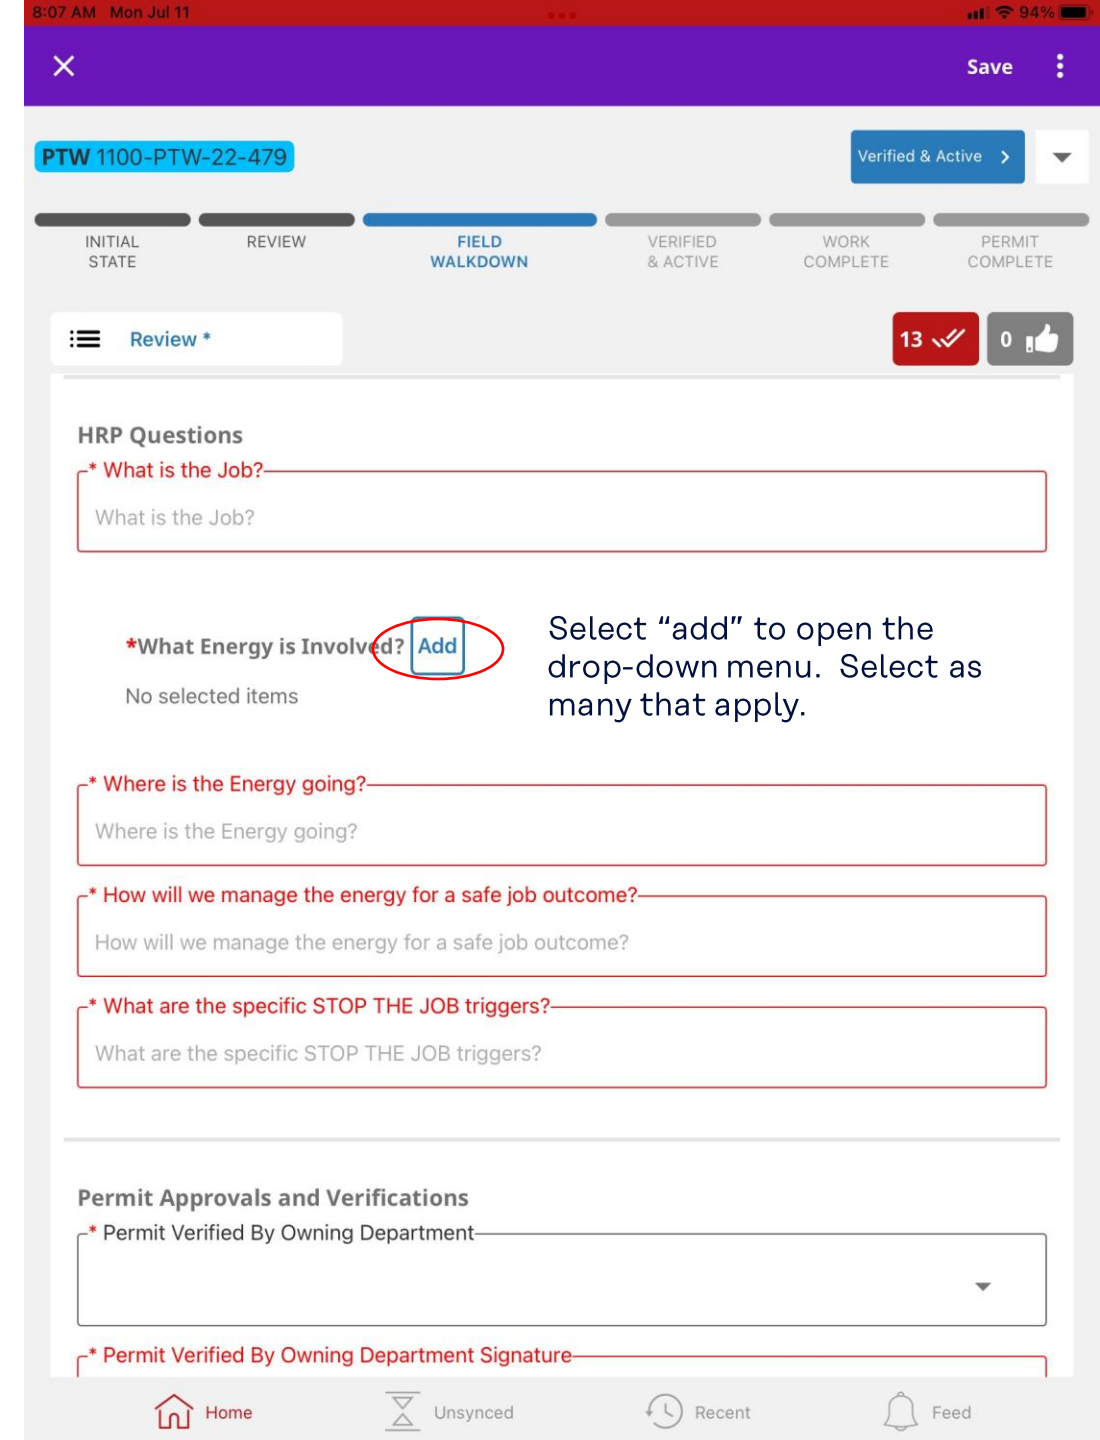 8:07 AM Mon Jul 11
94%
Save
PTW 1100-PTW-22-479
Verified & Active
INITIAL
STATE
REVIEW
FIELD
WALKDOWN
VERIFIED
& ACTIVE
WORK
COMPLETE
PERMIT
COMPLETE
Review *
13
0
HRP Questions
* What is the Job?
What is the Job?
*What Energy is Involved? Add
No selected items
Select “add” to open the
drop-down menu. Select as
many that apply.
* Where is the Energy going?
Where is the Energy going?
* How will we manage the energy for a safe job outcome?
How will we manage the energy for a safe job outcome?
* What are the specific STOP THE JOB triggers?
What are the specific STOP THE JOB triggers?
Permit Approvals and Verifications
* Permit Verified By Owning Department
* Permit Verified By Owning Department Signature
Home
Unsynced
Recent
Feed